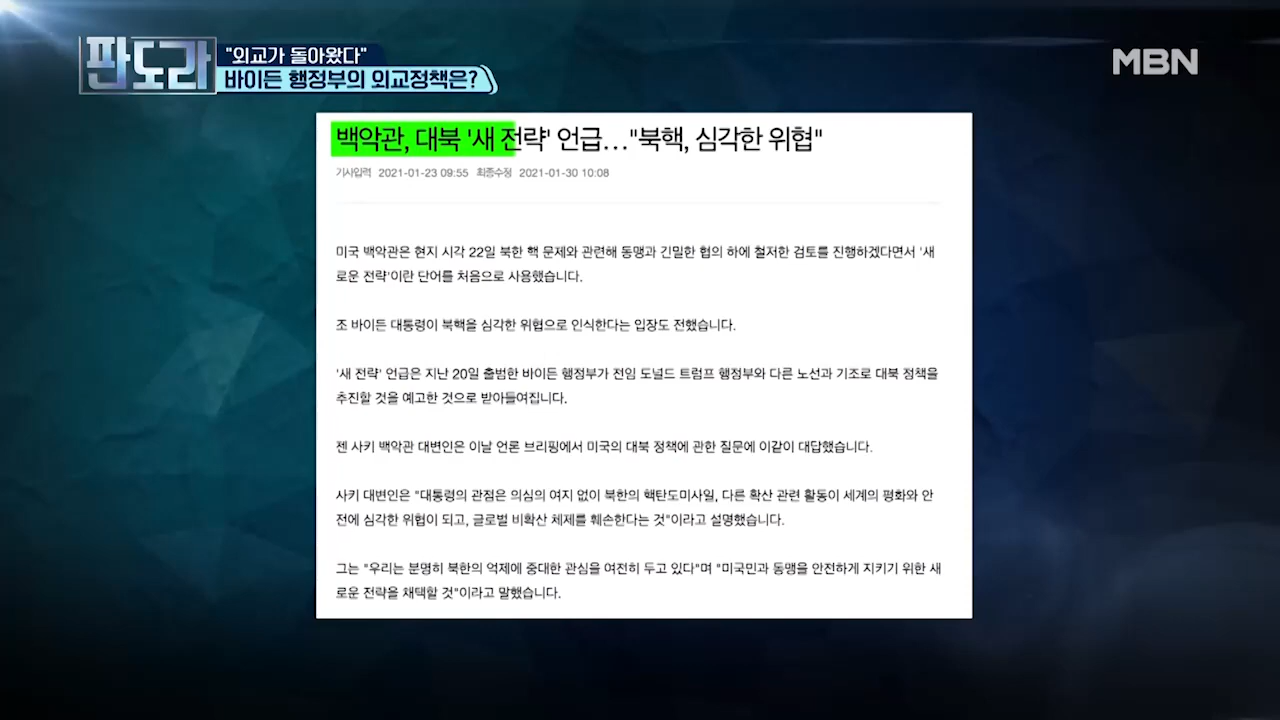 판도라
"외교가 돌아왔다"
바이든 행정부의 외교정책은?
MBN
백악관, 대북 '새 전략' 언급..."북핵, 심각한 위협"
기사입력 2021-01-23 09:55 최종수정 2021-01-30 10:08
미국 백악관은 현지 시각 22일 북한 핵 문제와 관련해 동맹과 긴밀한 협의 하에 철저한 검토를 진행하겠다면서 '새
로운 전략'이란 단어를 처음으로 사용했습니다.
조 바이든 대통령이 북핵을 심각한 위협으로 인식한다는 입장도 전했습니다.
'새 전략' 언급은 지난 20일 출범한 바이든 행정부가 전임 도널드 트럼프 행정부와 다른 노선과 기조로 대북 정책을
추진할 것을 예고한 것으로 받아들여집니다.
젠 사키 백악관 대변인은 이날 언론 브리핑에서 미국의 대북 정책에 관한 질문에 이같이 대답했습니다.
사키 대변인은 "대통령의 관점은 의심의 여지 없이 북한의 핵탄도미사일, 다른 확산 관련 활동이 세계의 평화와 안
전에 심각한 위협이 되고, 글로벌 비확산 체제를 훼손한다는 것"이라고 설명했습니다.
그는 "우리는 분명히 북한의 억제에 중대한 관심을 여전히 두고 있다"며 "미국민과 동맹을 안전하게 지키기 위한 새
로운 전략을 채택할 것"이라고 말했습니다.